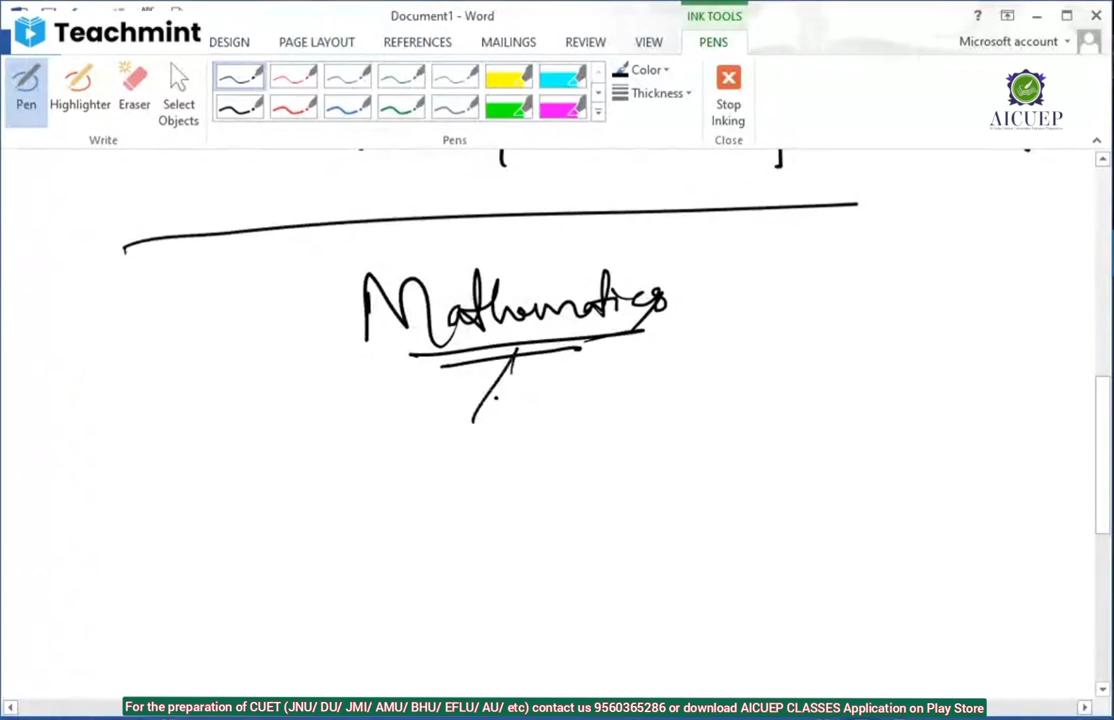 Document1 - Word
INK TOOLS
Teachmint
DESIGN
PAGE LAYOUT
REFERENCES
MAILINGS
REVIEW
VIEW
PENS
Microsoft account
Pen
Highlighter
Eraser
Select Objects
Color
Thickness
Stop Inking
Write
Pens
Close
AICUEP
Mathematics
For the preparation of CUET (JNU/ DU/ JMI/ AMU/ BHU/ EFLU/ AU/ etc) contact us 9560365286 or download AICUEP CLASSES Application on Play Store